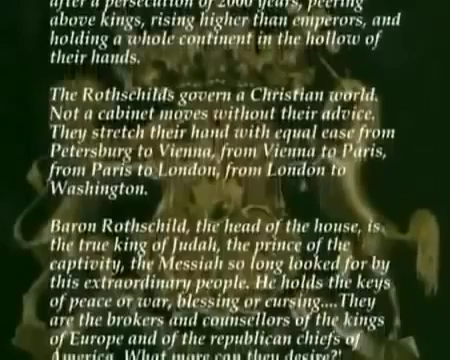 after a persecution of 2000 years, peering
above kings, rising higher than emperors, and
holding a whole continent in the hollow of
their hands.
The Rothschilds govern a Christian world.
Not a cabinet moves without their advice.
They stretch their hand with equal ease from
Petersburg to Vienna, from Vienna to Paris,
from Paris to London, from London to
Washington.
Baron Rothschild, the head of the house, is
the true king of Judah, the prince of the
captivity, the Messiah so long looked for by
this extraordinary people. He holds the keys
of peace or war, blessing or cursing....They
are the brokers and counsellors of the kings
of Europe and of the republican chiefs of
America. What more can they desire?'